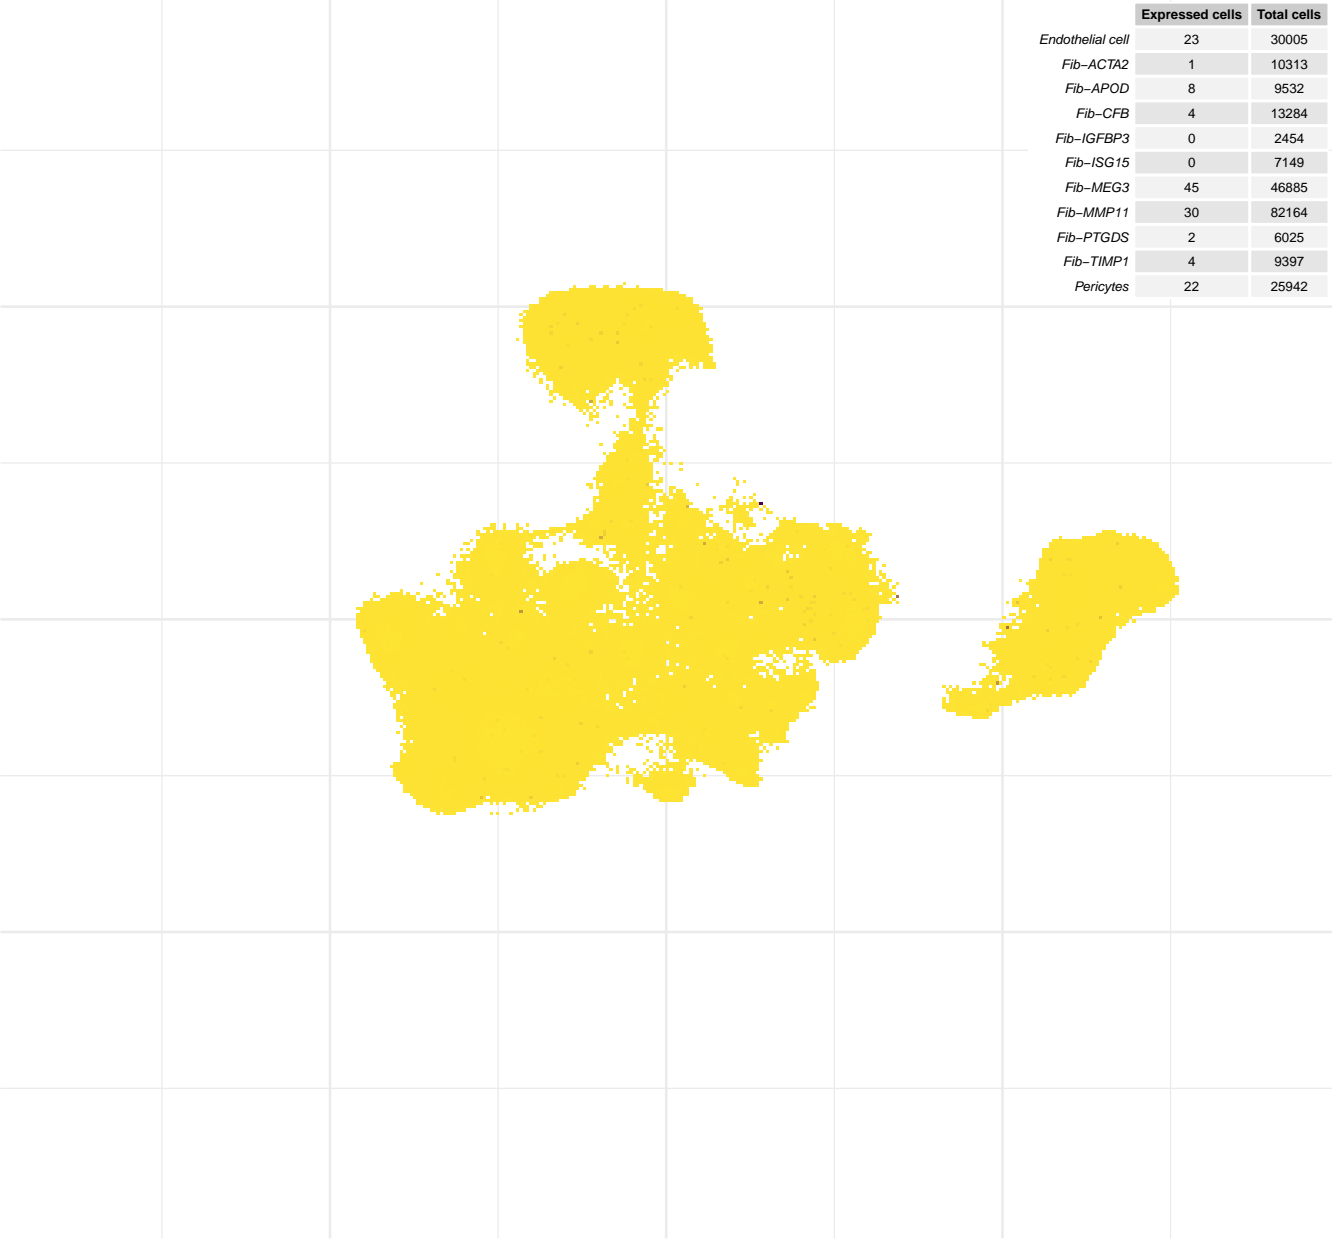 Expressed cells Total cells
Endothelial cell 23 30005
Fib−ACTA2 1 10313
Fib−APOD 8 9532
Fib−CFB 4 13284
Fib−IGFBP3 0 2454
Fib−ISG15 0 7149
Fib−MEG3 45 46885
Fib−MMP11 30 82164
Fib−PTGDS 2 6025
Fib−TIMP1 4 9397
Pericytes 22 25942